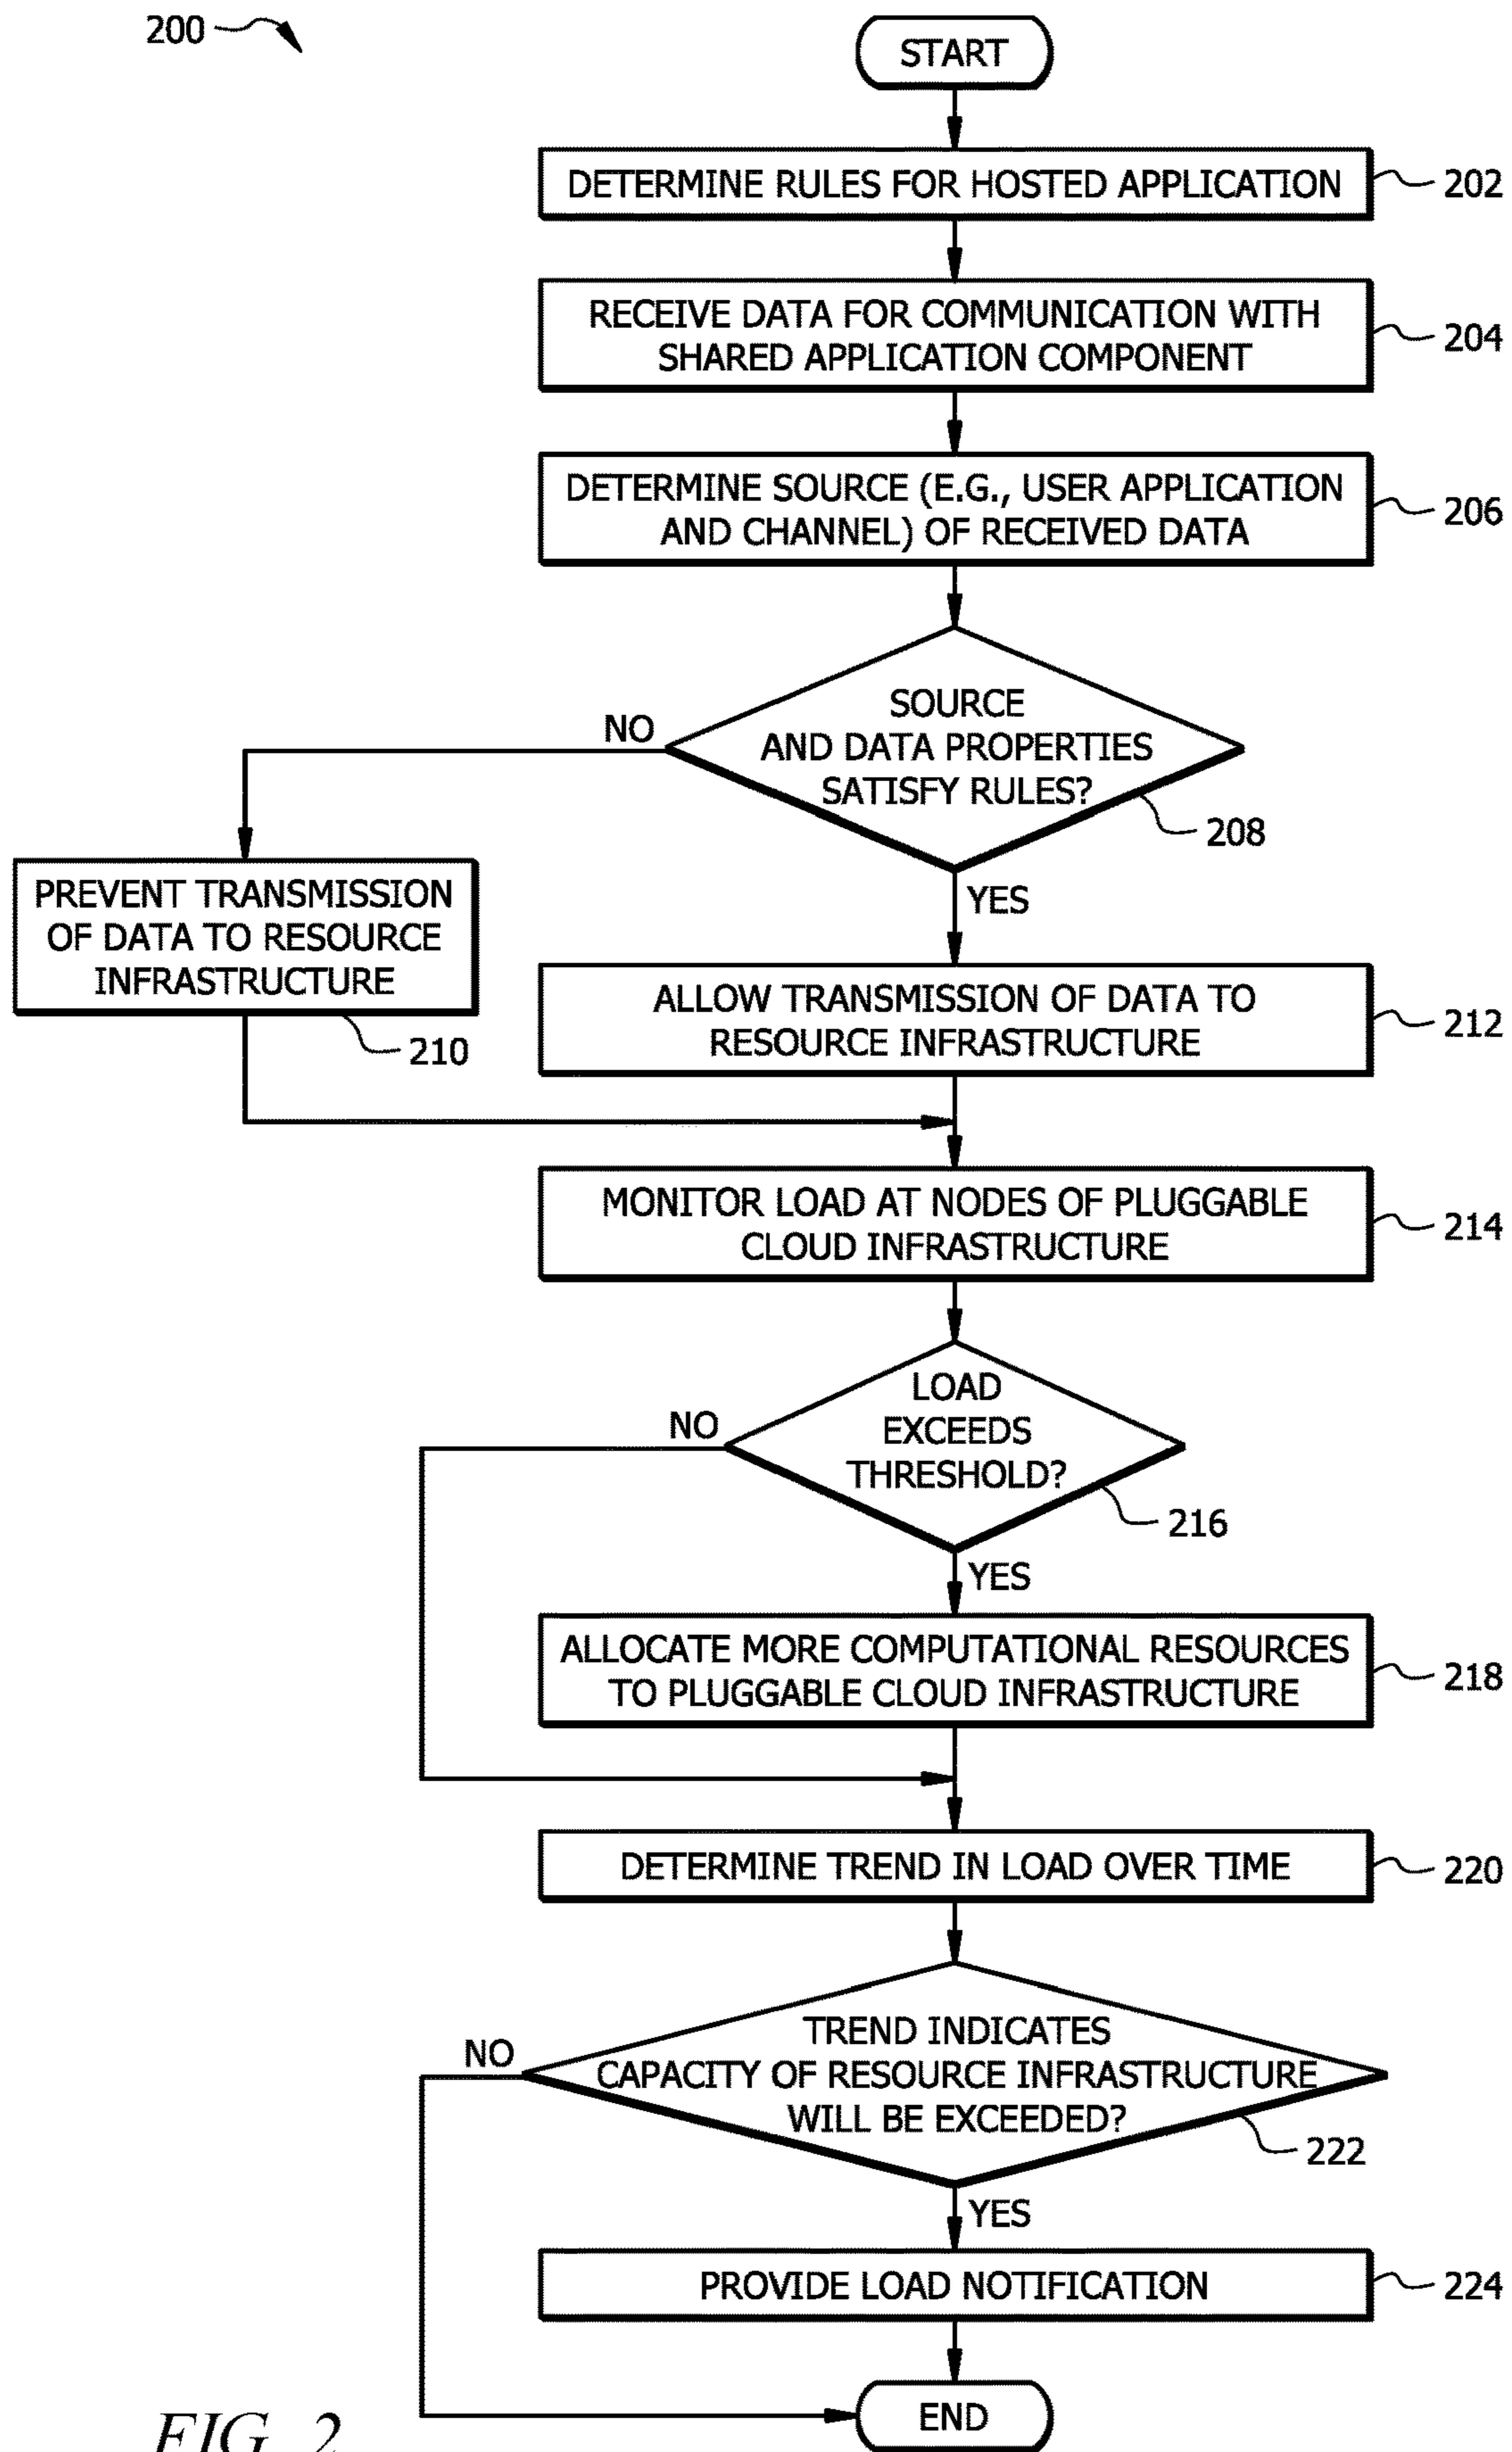 200
START
DETERMINE RULES FOR HOSTED APPLICATION
202
RECEIVE DATA FOR COMMUNICATION WITH
SHARED APPLICATION COMPONENT
204
DETERMINE SOURCE (E.G., USER APPLICATION
AND CHANNEL) OF RECEIVED DATA
206
SOURCE
AND DATA PROPERTIES
SATISFY RULES?
208
NO
YES
PREVENT TRANSMISSION
OF DATA TO RESOURCE
INFRASTRUCTURE
210
ALLOW TRANSMISSION OF DATA TO
RESOURCE INFRASTRUCTURE
212
MONITOR LOAD AT NODES OF PLUGGABLE
CLOUD INFRASTRUCTURE
214
LOAD
EXCEEDS
THRESHOLD?
216
NO
YES
ALLOCATE MORE COMPUTATIONAL RESOURCES
TO PLUGGABLE CLOUD INFRASTRUCTURE
218
DETERMINE TREND IN LOAD OVER TIME
220
TREND INDICATES
CAPACITY OF RESOURCE INFRASTRUCTURE
WILL BE EXCEEDED?
222
NO
YES
PROVIDE LOAD NOTIFICATION
224
END
FIG. 2